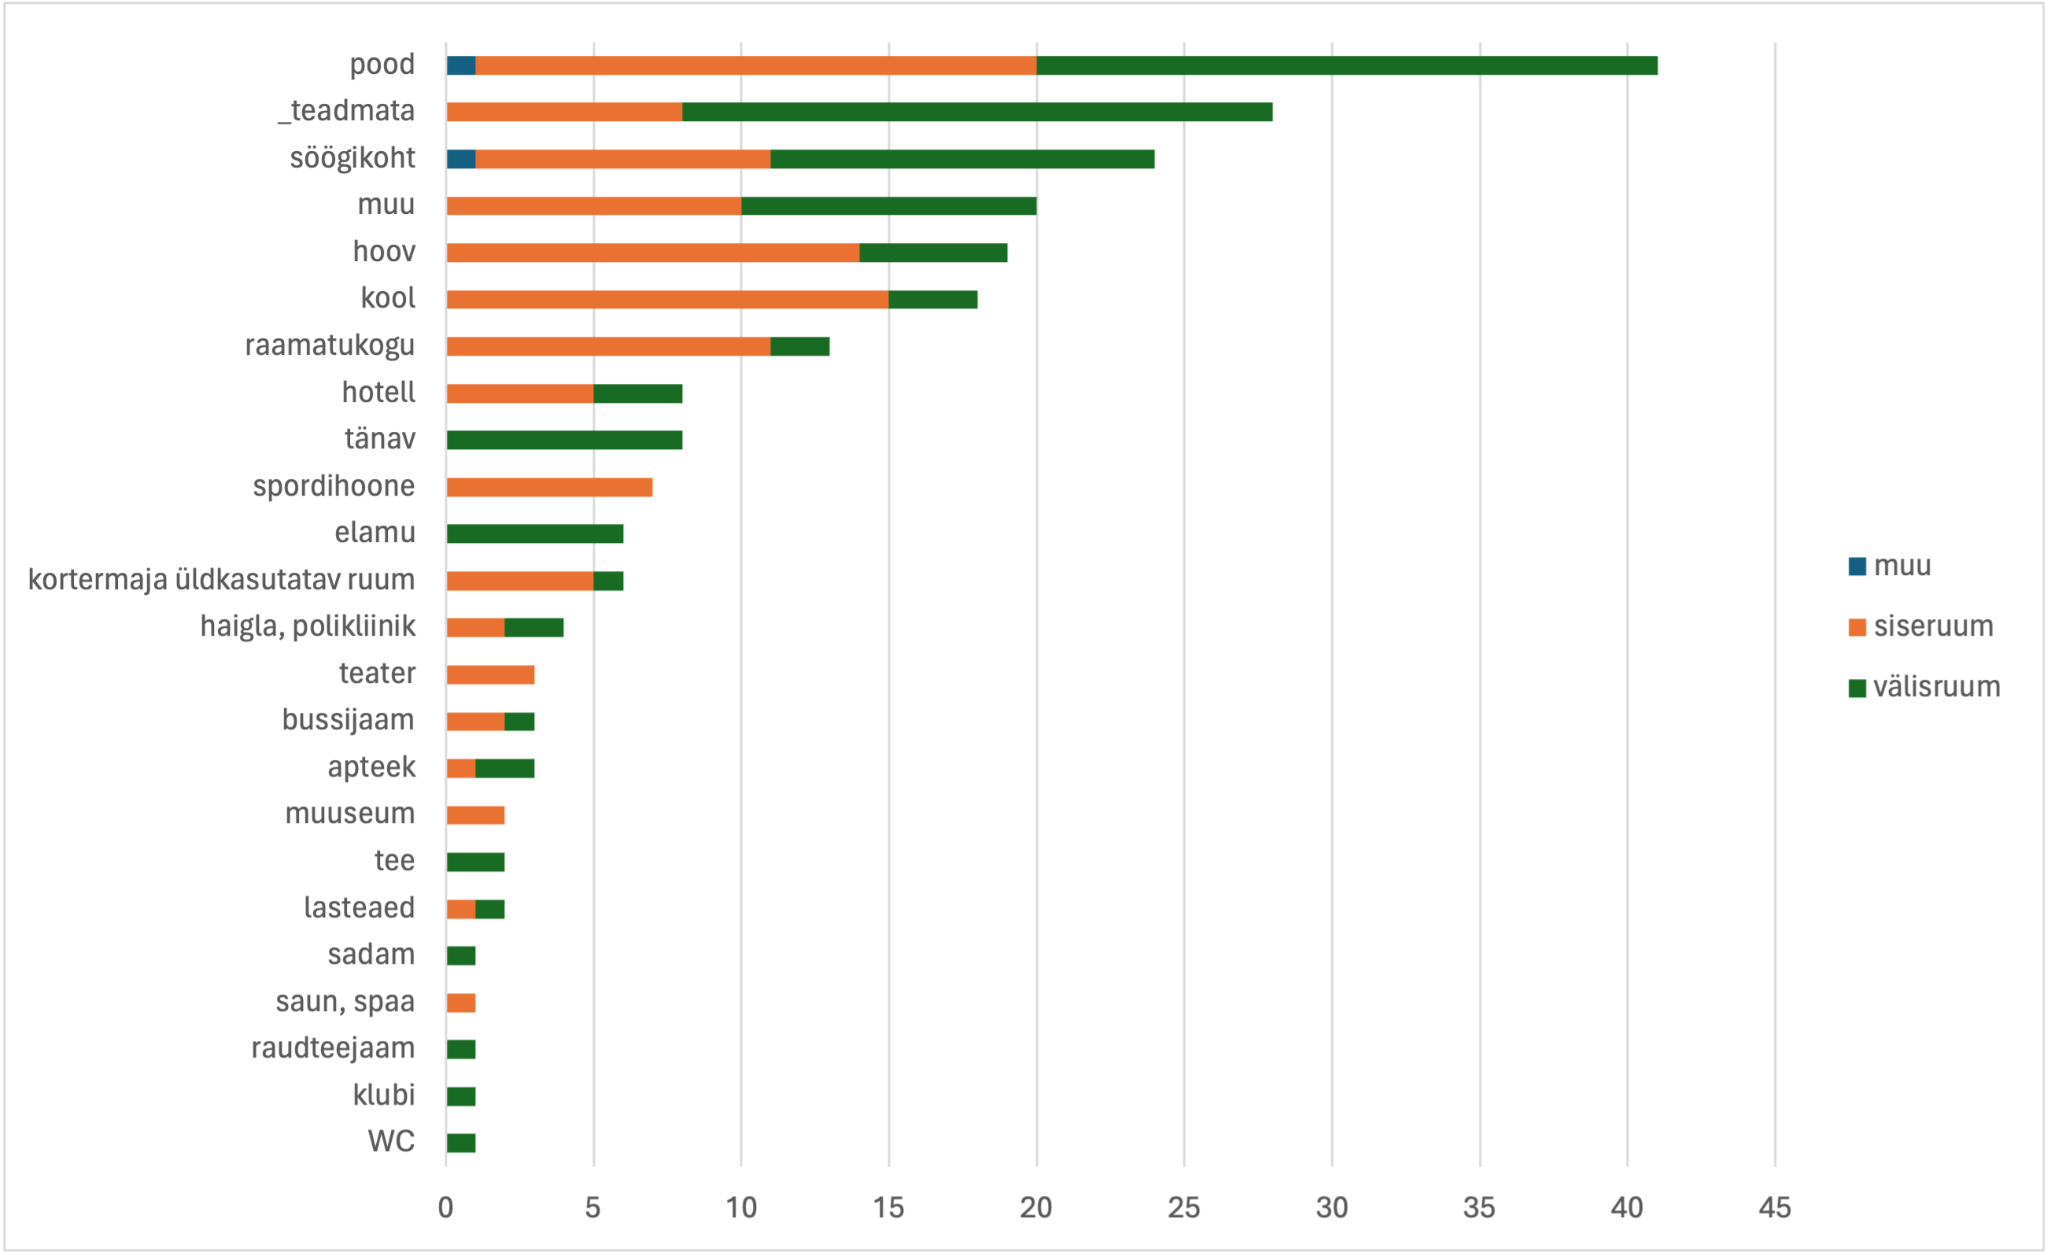 pood
_teadmata
söögikoht
muu
hoov
kool
raamatukogu
hotell
tänav
spordihoone
elamu
kortermaja üldkasutatav ruum
haigla, polikliinik
teater
bussijaam
apteek
muuseum
tee
lasteaed
sadam
saun, spaa
raudteejaam
klubi
WC
0 5 10 15 20 25 30 35 40 45
muu
siseruum
välisruum